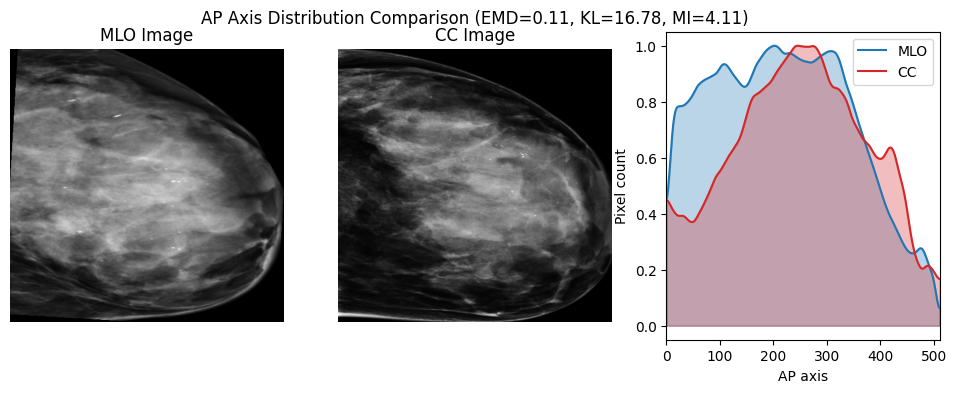 AP Axis Distribution Comparison (EMD=0.11, KL=16.78, MI=4.11)
MLO Image
CC Image
MLO
CC
Pixel count
1.0
0.8
0.6
0.4
0.2
0.0
0 100 200 300 400 500
AP axis